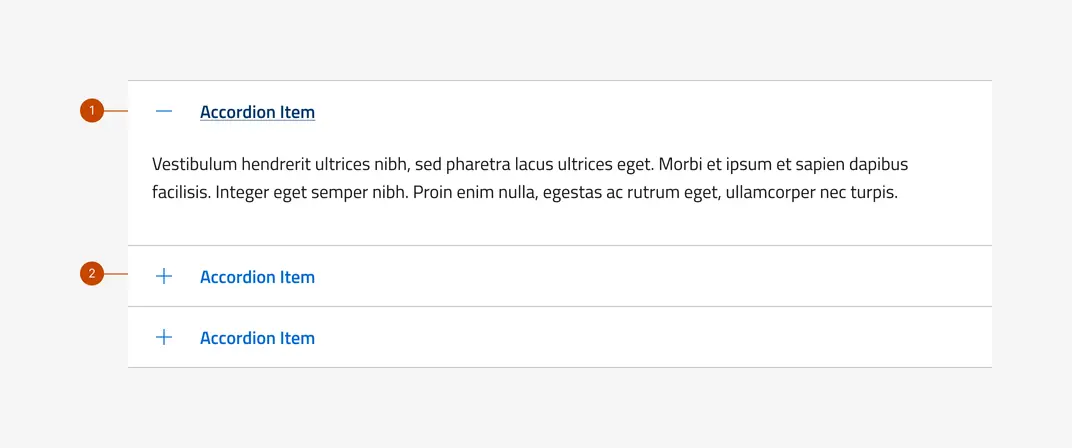 1
Accordion Item
Vestibulum hendrerit ultrices nibh, sed pharetra lacus ultrices eget. Morbi et ipsum et sapien dapibus
facilisis. Integer eget semper nibh. Proin enim nulla, egestas ac rutrum eget, ullamcorper nec turpis.
2
Accordion Item
Accordion Item